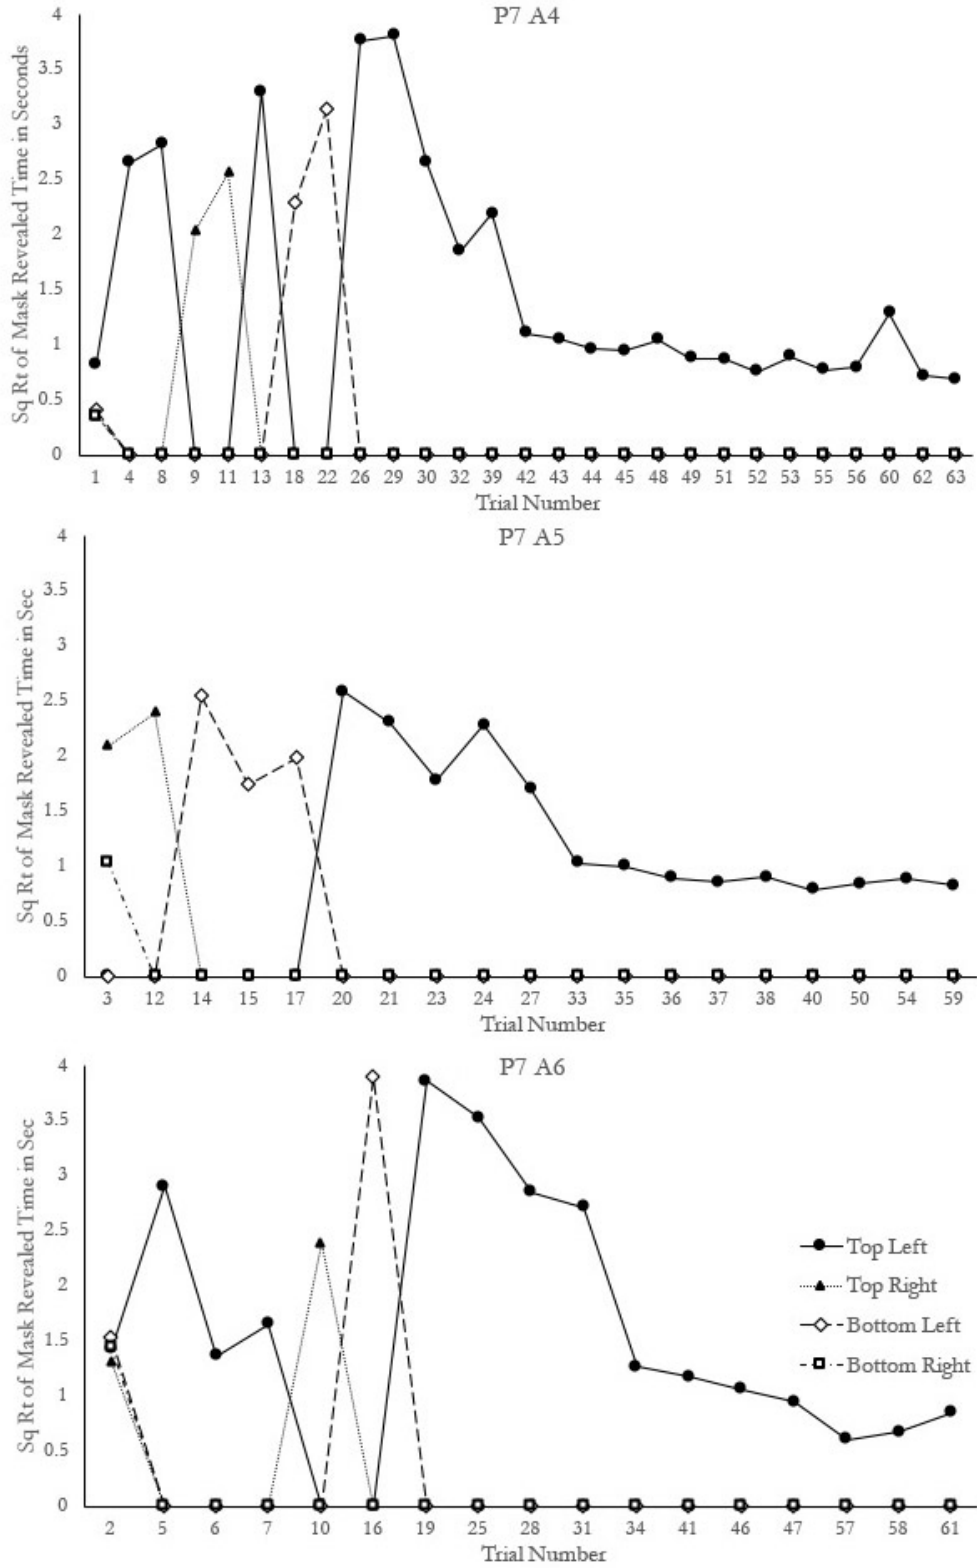 P7 A4
Sq Rt of Mask Revealed Time in Seconds
4
3.5
3
2.5
2
1.5
1
0.5
0
1 4 8 9 11 13 18 22 26 29 30 32 39 42 43 44 45 48 49 51 52 53 55 56 60 62 63
Trial Number
P7 A5
Sq Rt of Mask Revealed Time in Sec
4
3.5
3
2.5
2
1.5
1
0.5
0
3 12 14 15 17 20 21 23 24 27 33 35 36 37 38 40 50 54 59
Trial Number
P7 A6
Sq Rt of Mask Revealed Time in Sec
4
3.5
3
2.5
2
1.5
1
0.5
0
Top Left
Top Right
Bottom Left
Bottom Right
2 5 6 7 10 16 19 25 28 31 34 41 46 47 57 58 61
Trial Number